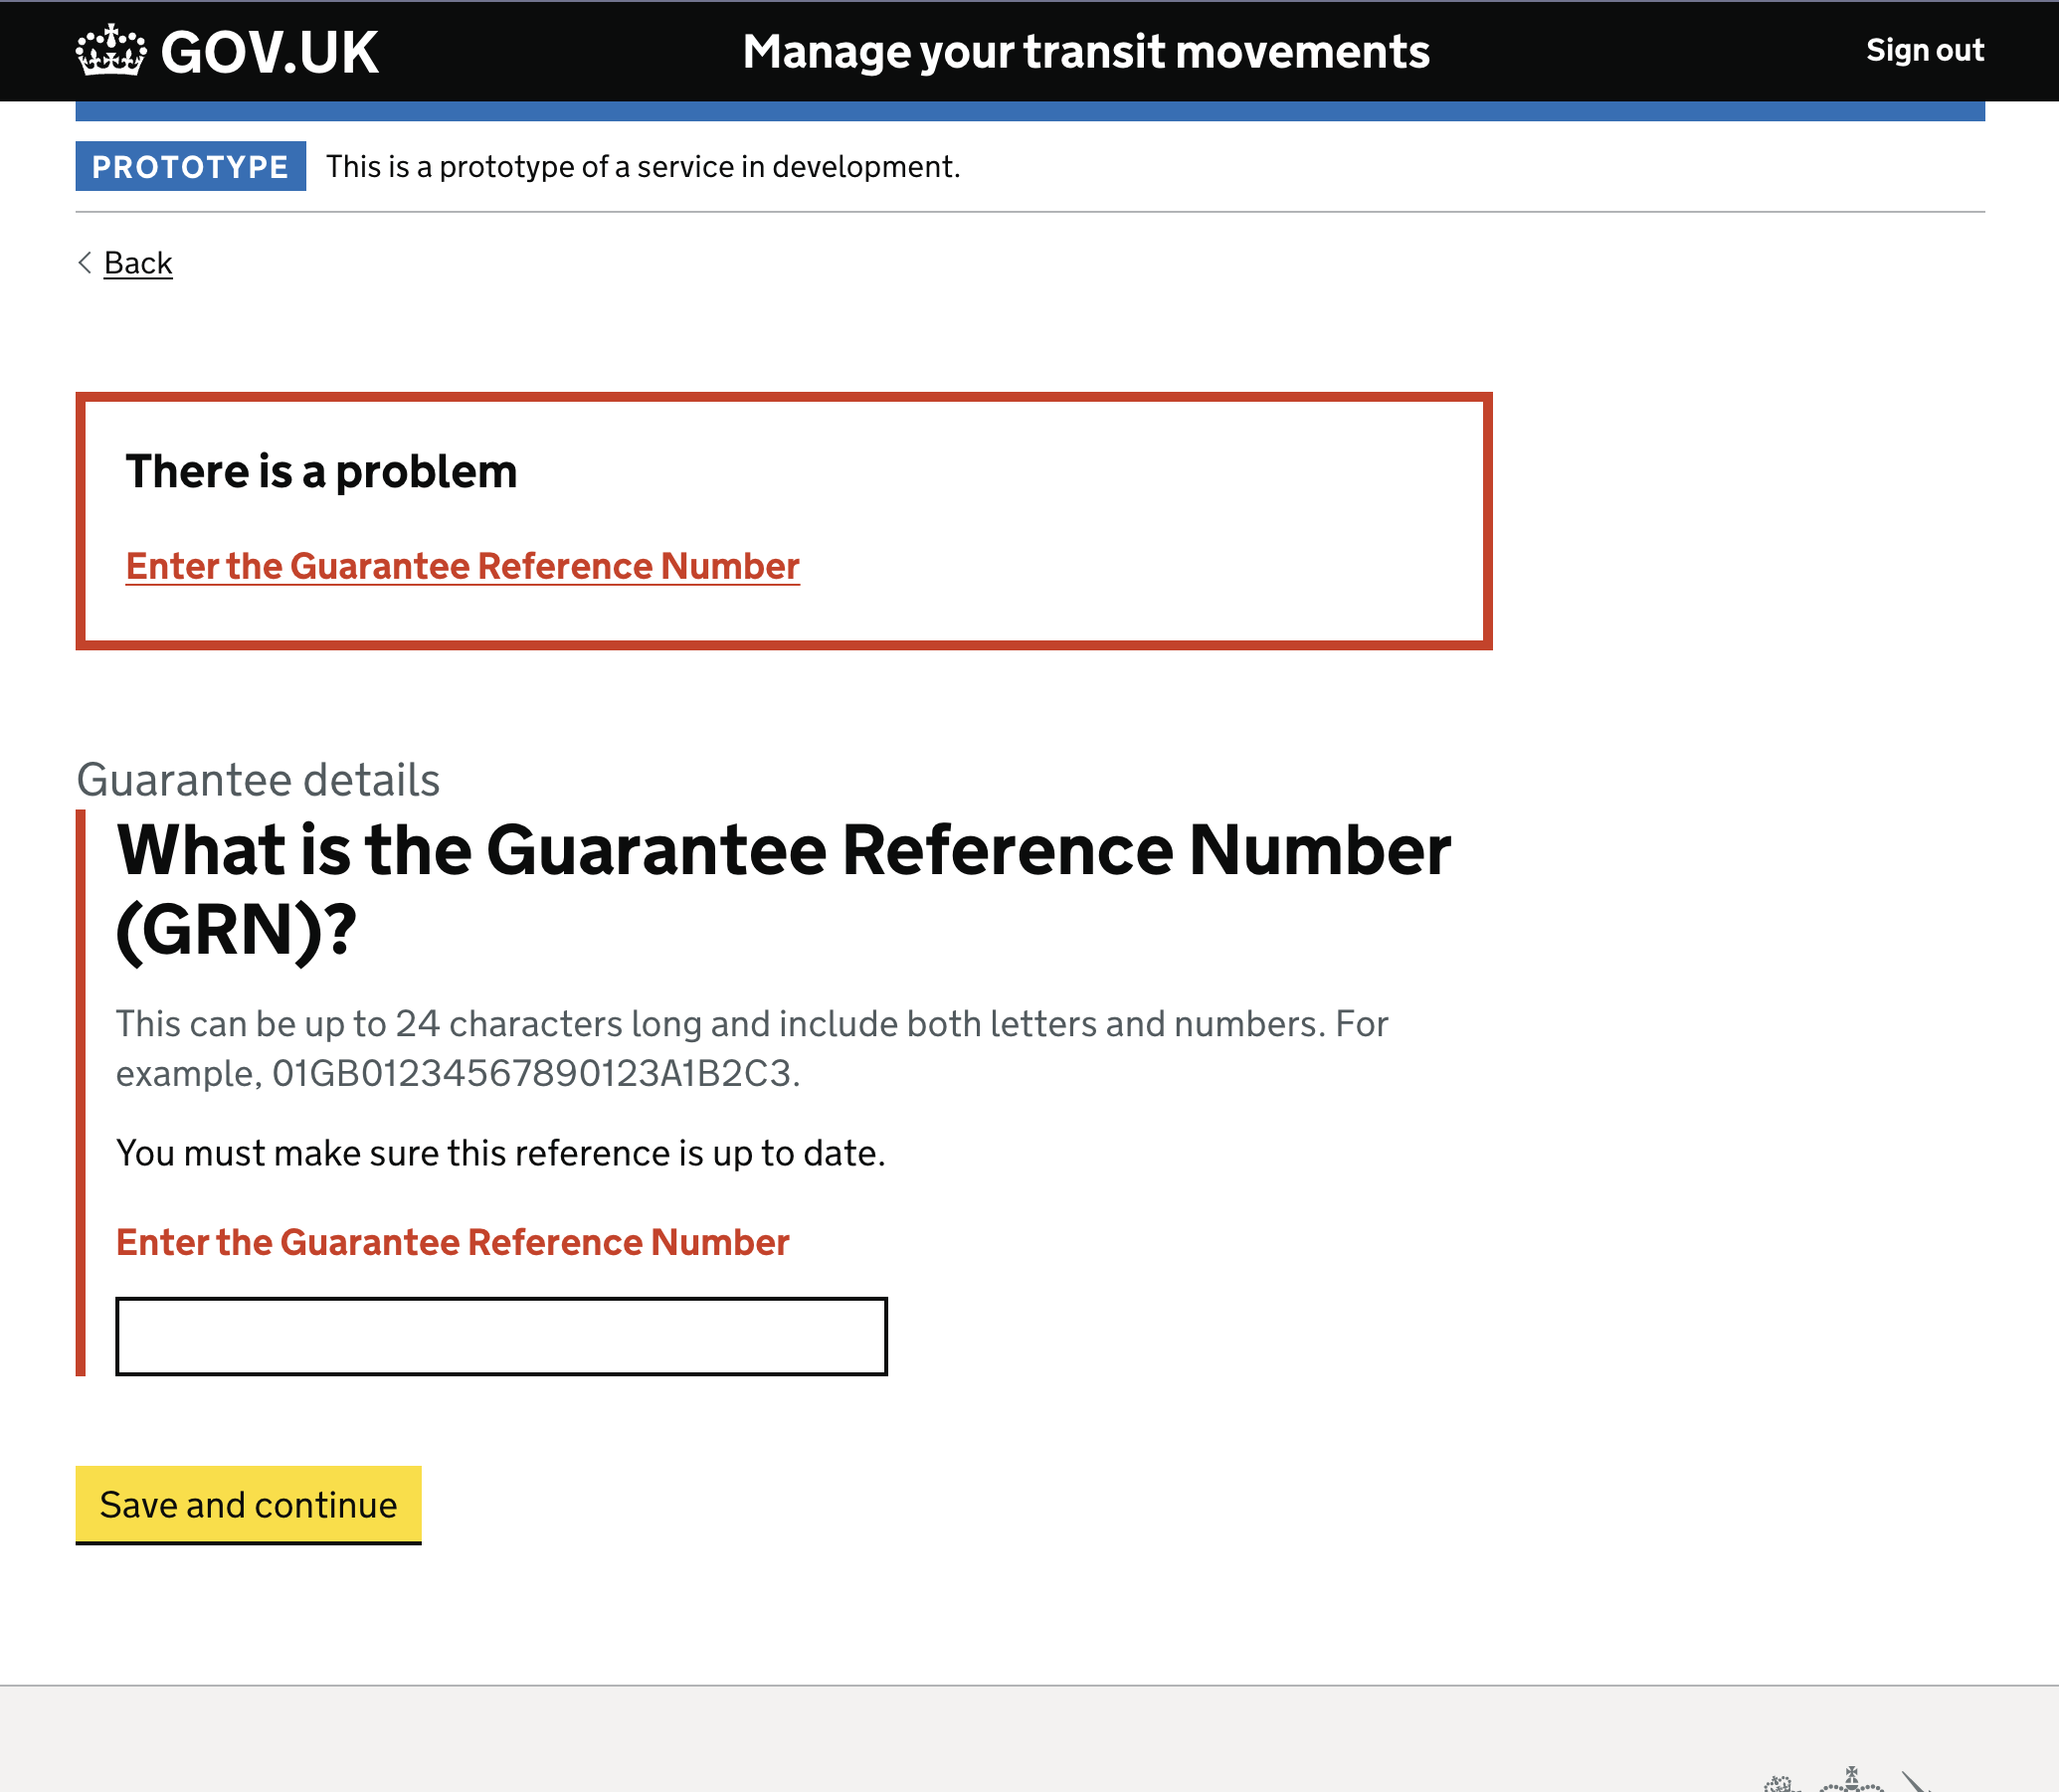 GOV.UK Manage your transit movements Sign out
PROTOTYPE This is a prototype of a service in development.
Back
There is a problem
Enter the Guarantee Reference Number
Guarantee details
What is the Guarantee Reference Number
(GRN)?
This can be up to 24 characters long and include both letters and numbers. For
example, 01GB01234567890123A1B2C3.
You must make sure this reference is up to date.
Enter the Guarantee Reference Number
Save and continue